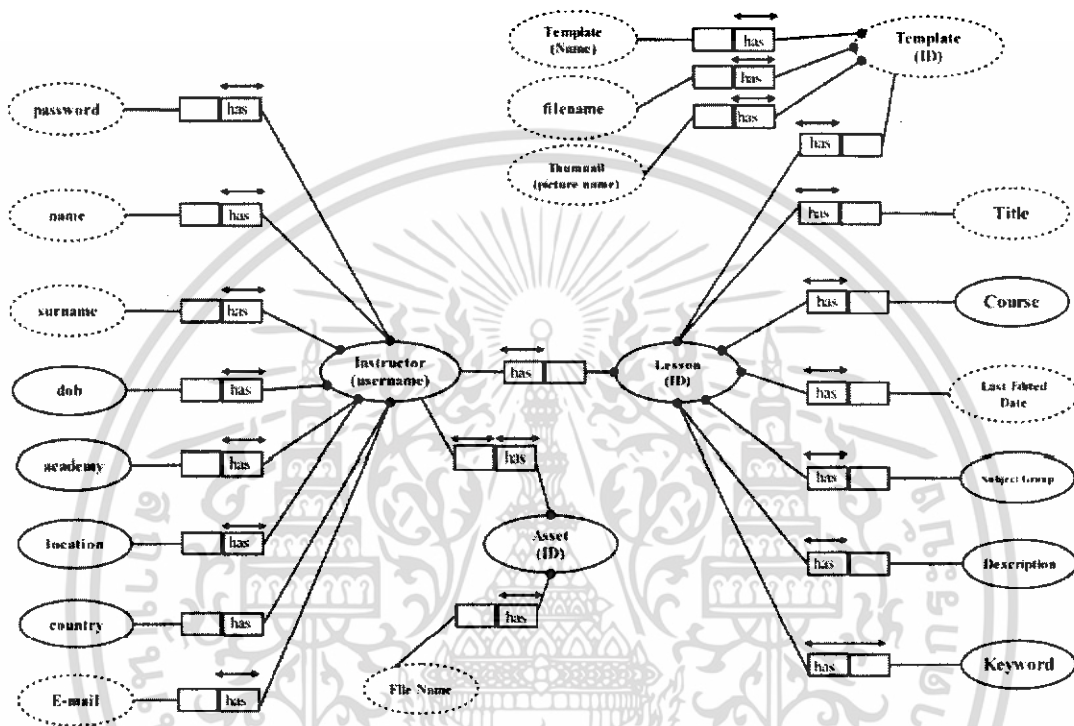 Template
(Name)
has
Template
(ID)
filename
has
Thumnail
(picture name)
has
has
password
has
name
has
surname
has
dob
has
academy
has
location
has
country
has
E-mail
has
Instructor
(username)
has
Lesson
(ID)
has
Asset
(ID)
has
File Name
has
Title
has
Course
has
Last Edited
Date
has
Subject Group
has
Description
has
Keyword